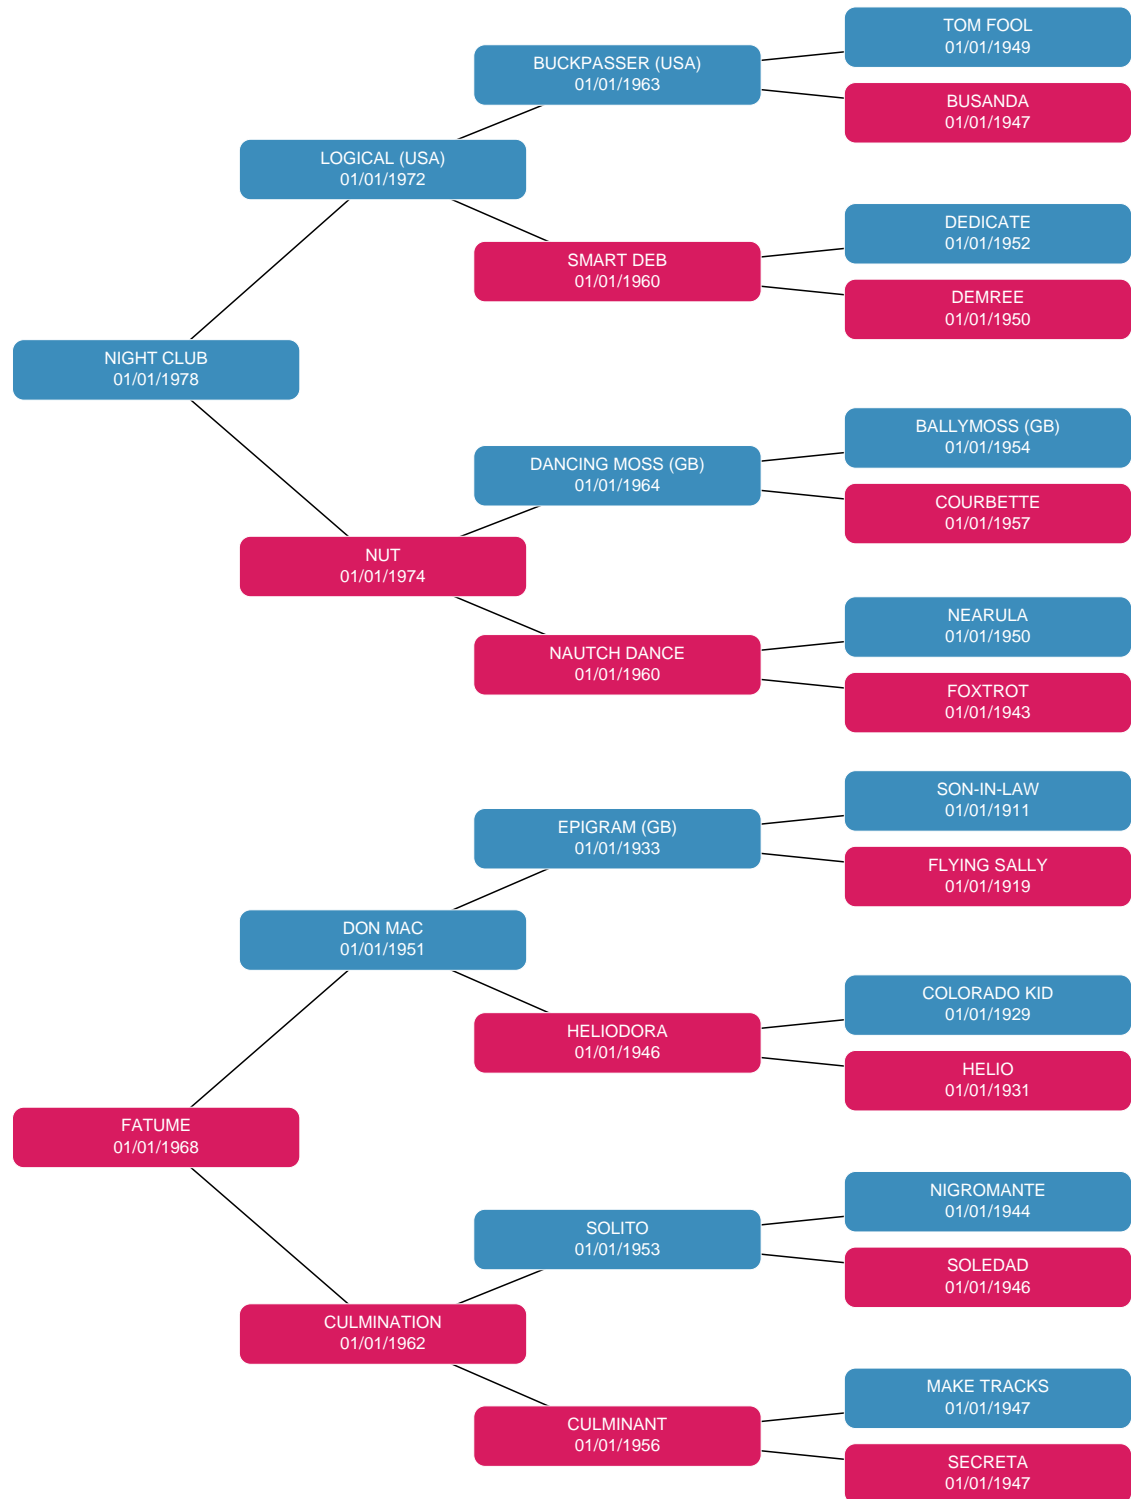 TOM FOOL
01/01/1949
BUCKPASSER (USA)
01/01/1963
BUSANDA
01/01/1947
LOGICAL (USA)
01/01/1972
DEDICATE
01/01/1952
SMART DEB
01/01/1960
DEMREE
01/01/1950
NIGHT CLUB
01/01/1978
BALLYMOSS (GB)
01/01/1954
DANCING MOSS (GB)
01/01/1964
COURBETTE
01/01/1957
NUT
01/01/1974
NEARULA
01/01/1950
NAUTCH DANCE
01/01/1960
FOXTROT
01/01/1943
SON-IN-LAW
01/01/1911
EPIGRAM (GB)
01/01/1933
FLYING SALLY
01/01/1919
DON MAC
01/01/1951
COLORADO KID
01/01/1929
HELIODORA
01/01/1946
HELIO
01/01/1931
FATUME
01/01/1968
NIGROMANTE
01/01/1944
SOLITO
01/01/1953
SOLEDAD
01/01/1946
CULMINATION
01/01/1962
MAKE TRACKS
01/01/1947
CULMINANT
01/01/1956
SECRETA
01/01/1947